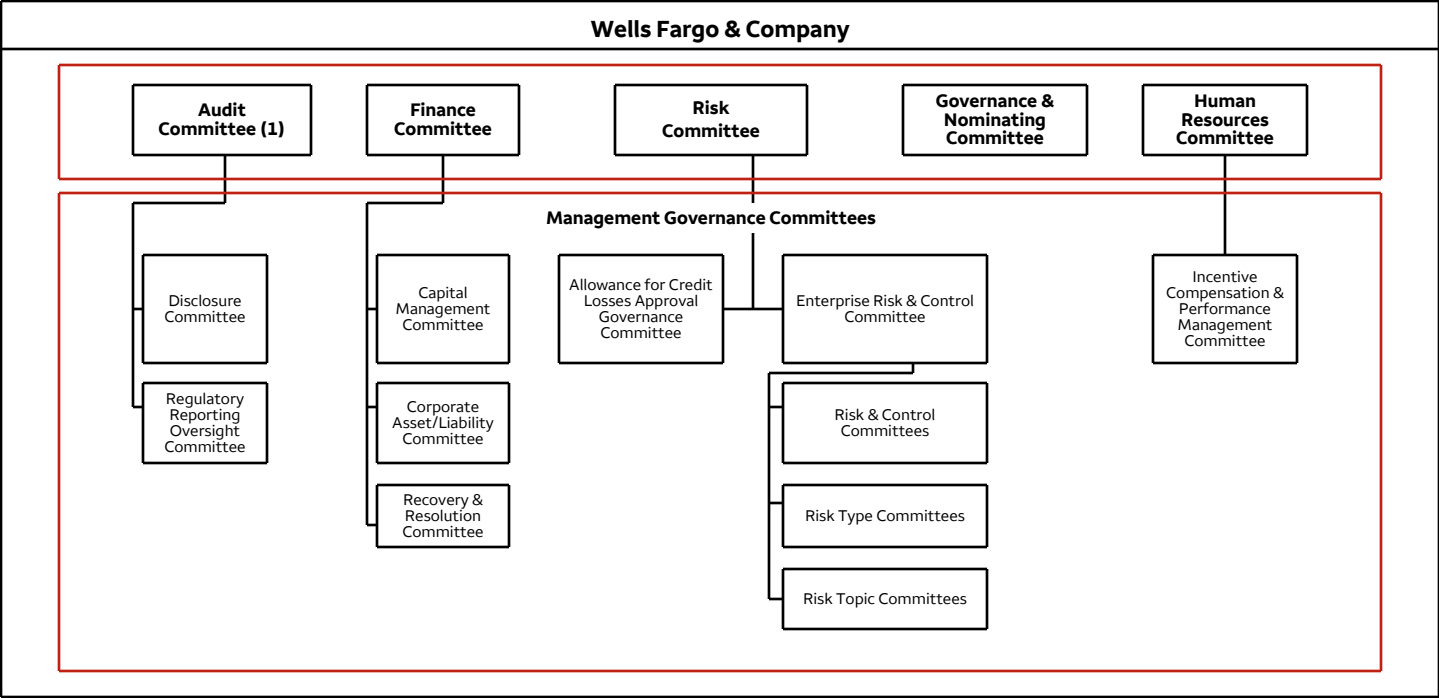 Wells Fargo & Company
Audit
Committee (1)
Finance
Committee
Risk
Committee
Governance &
Nominating
Committee
Human
Resources
Committee
Management Governance Committees
Disclosure
Committee
Regulatory
Reporting
Oversight
Committee
Capital
Management
Committee
Corporate
Asset/Liability
Committee
Recovery &
Resolution
Committee
Allowance for Credit
Losses Approval
Governance
Committee
Enterprise Risk & Control
Committee
Risk & Control
Committees
Risk Type Committees
Risk Topic Committees
Incentive
Compensation &
Performance
Management
Committee